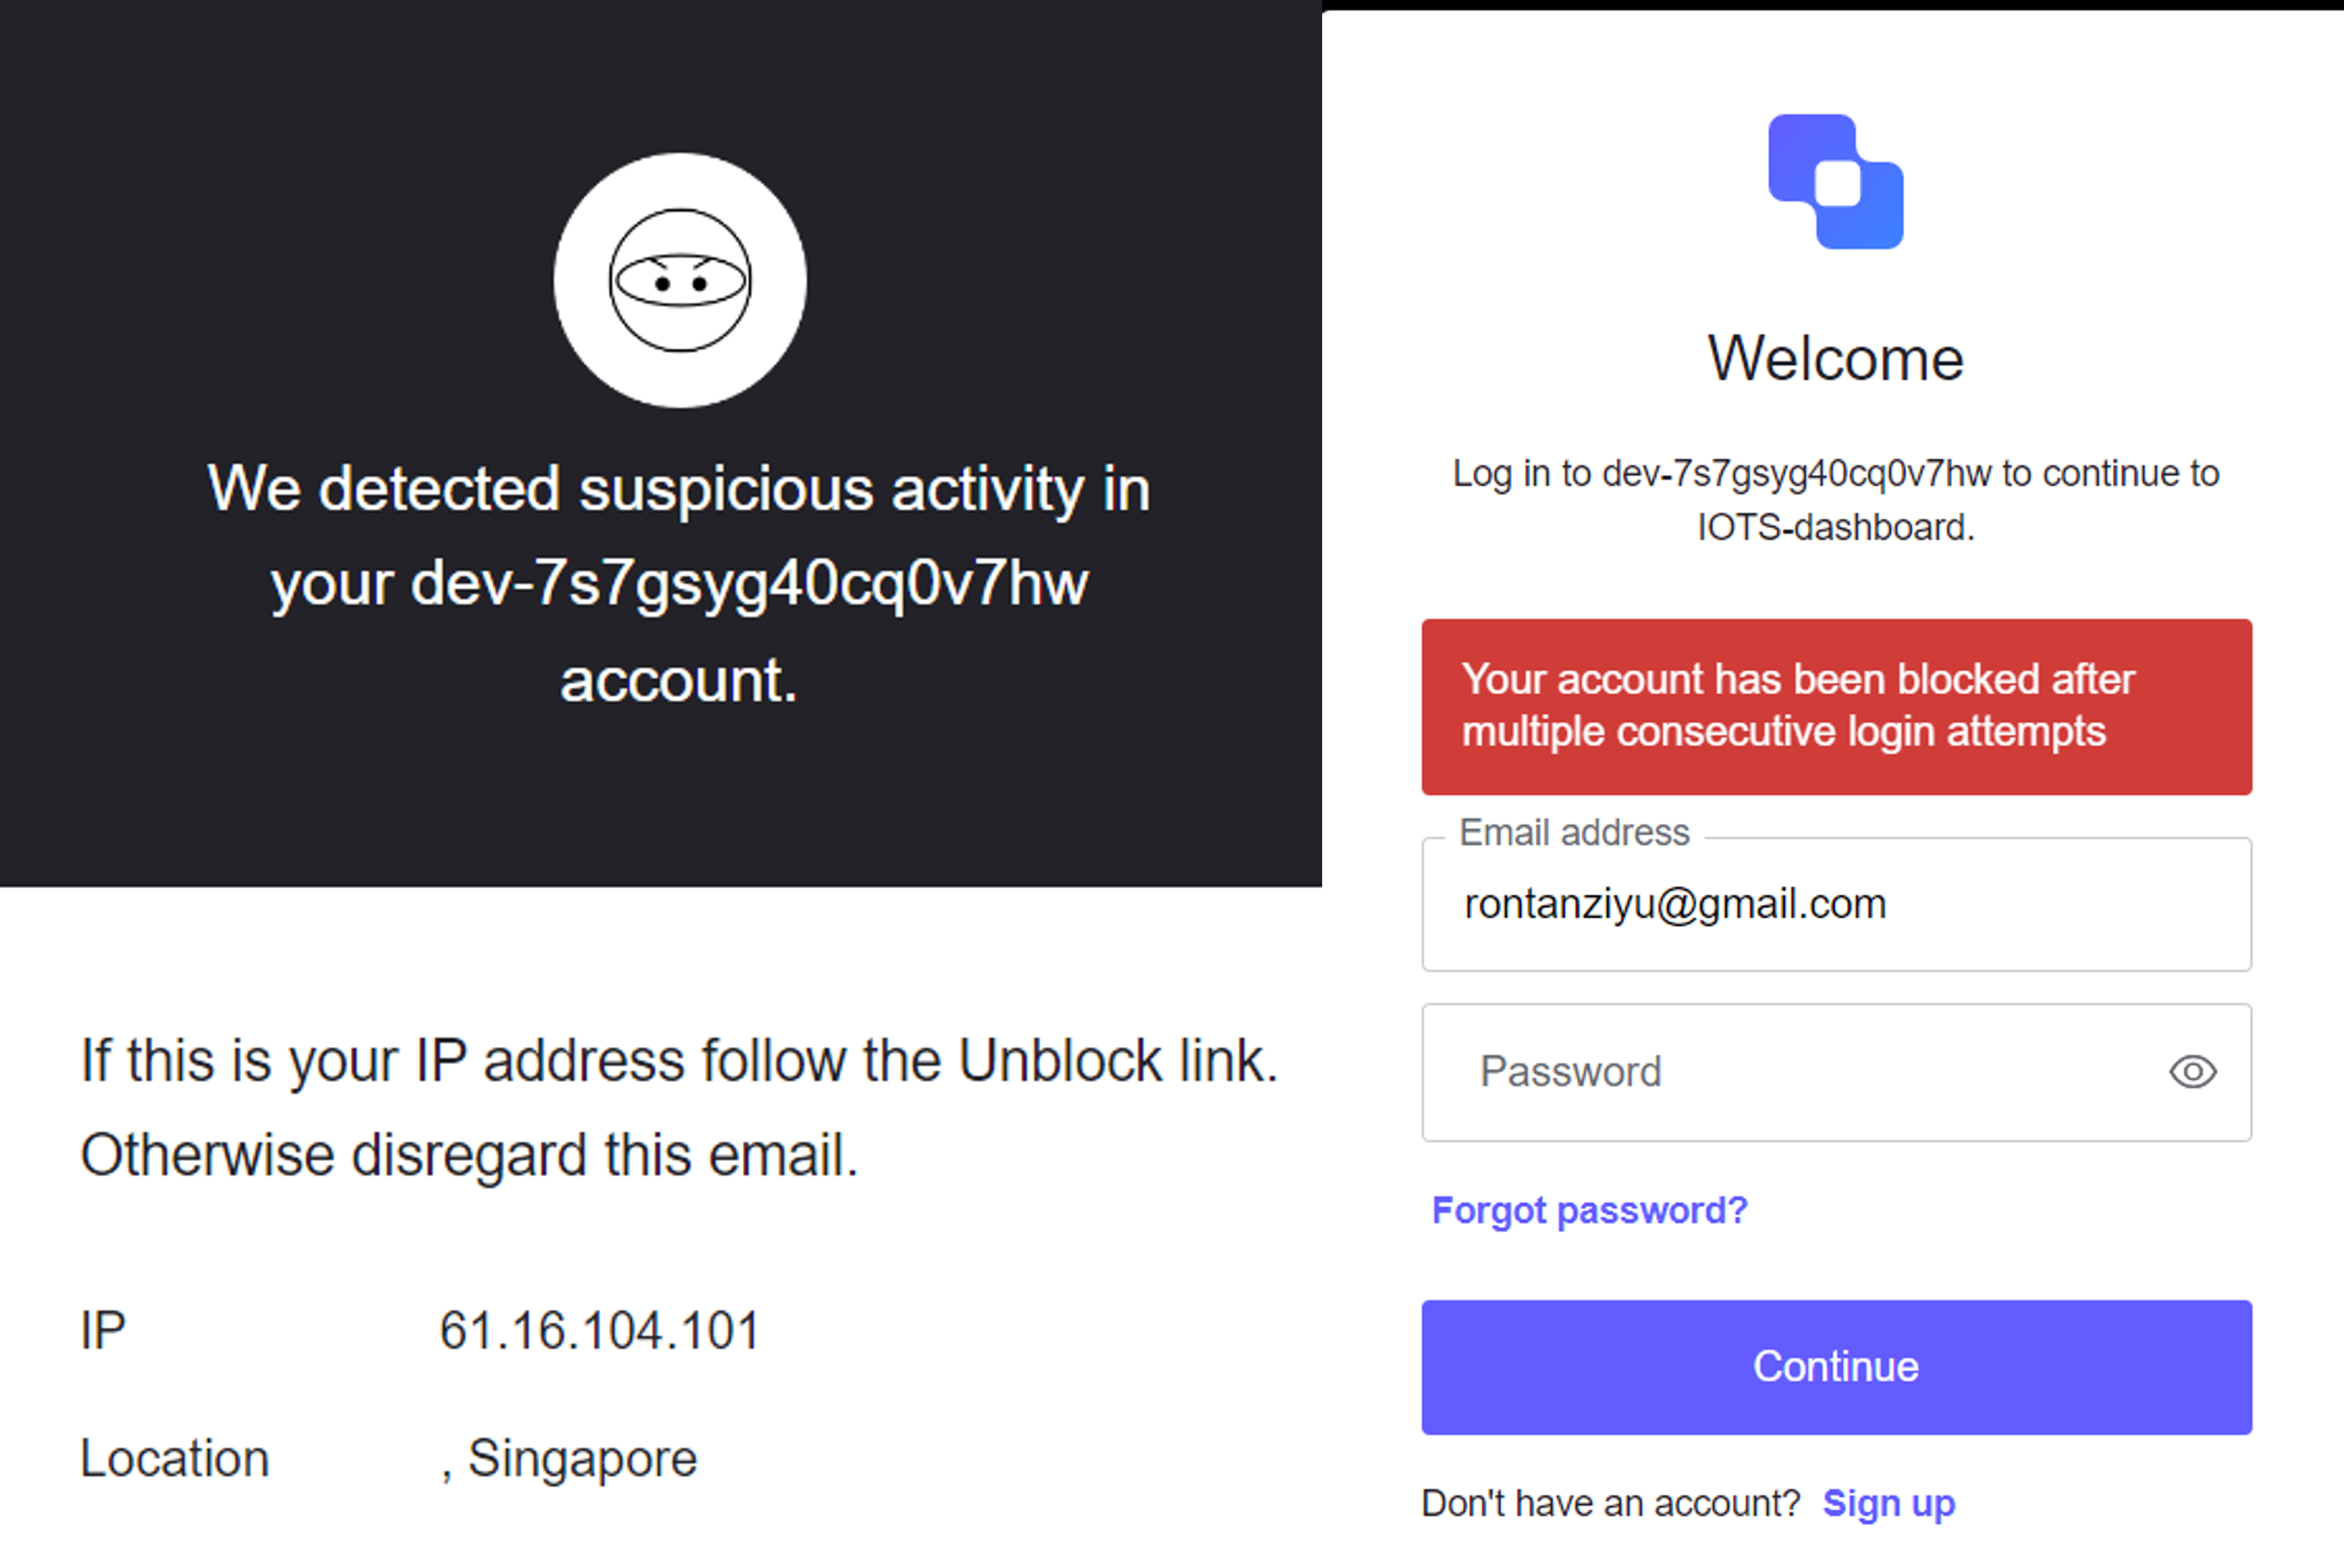 We detected suspicious activity in
your dev-7s7gsyg40cq0v7hw
account.
If this is your IP address follow the Unblock link.
Otherwise disregard this email.
IP 61.16.104.101
Location , Singapore
Welcome
Log in to dev-7s7gsyg40cq0v7hw to continue to
IOTS-dashboard.
Your account has been blocked after
multiple consecutive login attempts
Email address
rontanziyu@gmail.com
Password
Forgot password?
Continue
Don't have an account? Sign up